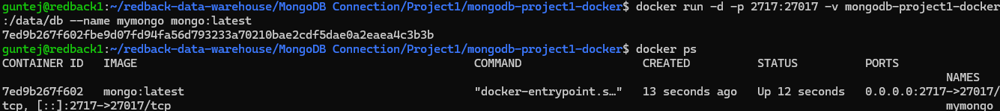 guntej@redback1:~/redback-data-warehouse/MongoDB Connection/Project1/mongodb-project1-docker$ docker run -d -p 2717:27017 -v mongodb-project1-docker
:/data/db --name mymongo mongo:latest
7ed9b267f602fbe9d07fd94fa56d793233a70210bae2cdf5dae0a2eaea4c3b3b
guntej@redback1:~/redback-data-warehouse/MongoDB Connection/Project1/mongodb-project1-docker$ docker ps
CONTAINER ID   IMAGE                                           COMMAND                  CREATED          STATUS          PORTS
                                                                                                                                            NAMES
7ed9b267f602   mongo:latest                                    "docker-entrypoint.s…"   13 seconds ago   Up 12 seconds   0.0.0.0:2717->27017/
tcp, [::]:2717->27017/tcp                                                                                                                   mymongo